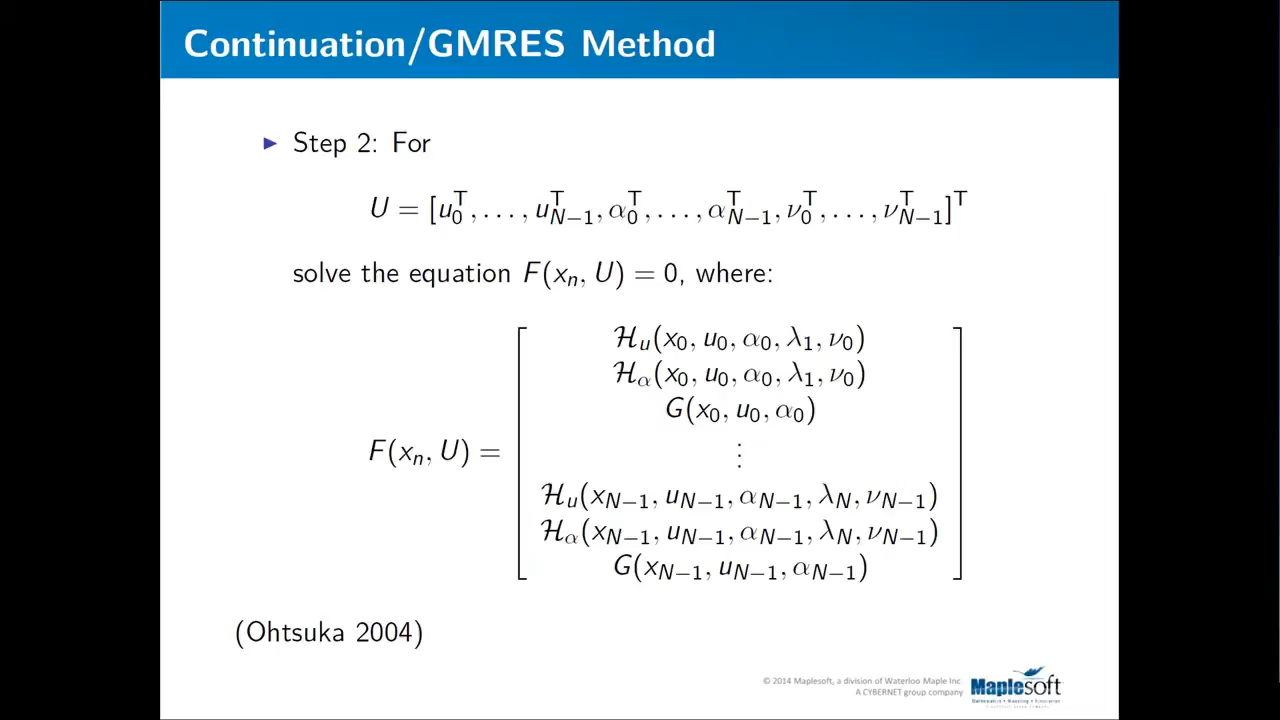 Continuation/GMRES Method
▶ Step 2: For
U = [u₀ᵀ, . . . , uᵀ_{N−1}, α₀ᵀ, . . . , αᵀ_{N−1}, ν₀ᵀ, . . . , νᵀ_{N−1}]ᵀ
solve the equation F(xₙ, U) = 0, where:
ℋᵤ(x₀, u₀, α₀, λ₁, ν₀)
ℋ_α(x₀, u₀, α₀, λ₁, ν₀)
G(x₀, u₀, α₀)
F(xₙ, U) = ⋮
ℋᵤ(x_{N−1}, u_{N−1}, α_{N−1}, λ_N, ν_{N−1})
ℋ_α(x_{N−1}, u_{N−1}, α_{N−1}, λ_N, ν_{N−1})
G(x_{N−1}, u_{N−1}, α_{N−1})
(Ohtsuka 2004)
© 2014 Maplesoft, a division of Waterloo Maple Inc
A CYBERNET group company
Maplesoft